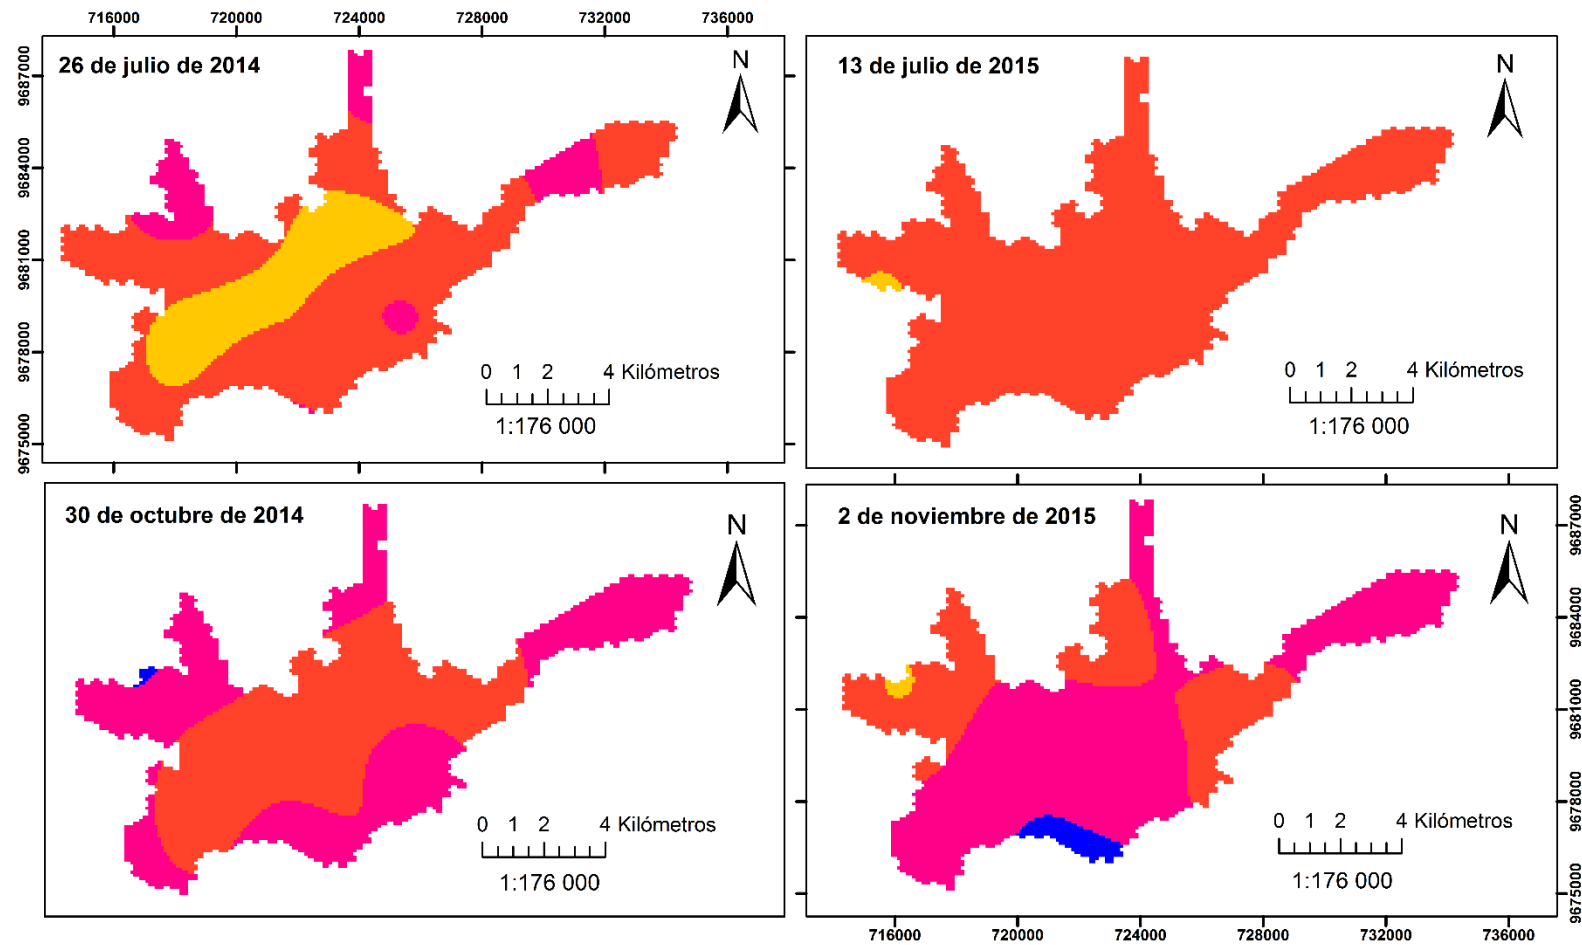 716000 720000 724000 728000 732000 736000
26 de julio de 2014
N
9687000
9684000
9681000
9678000
9675000
0 1 2 4 Kilómetros
1:176 000
13 de julio de 2015
N
0 1 2 4 Kilómetros
1:176 000
30 de octubre de 2014
N
0 1 2 4 Kilómetros
1:176 000
2 de noviembre de 2015
N
9687000
9684000
9681000
9678000
9675000
0 1 2 4 Kilómetros
1:176 000
716000 720000 724000 728000 732000 736000